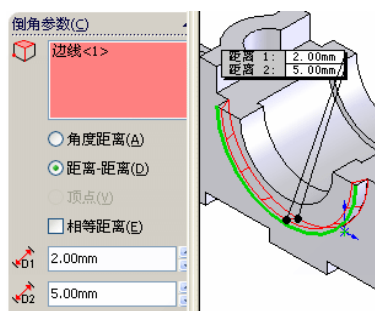 倒角参数(C)
边线<1>
角度距离(A)
距离-距离(D)
顶点(V)
相等距离(E)
D1 2.00mm
D2 5.00mm
距离 1: 2.00mm
距离 2: 5.00mm